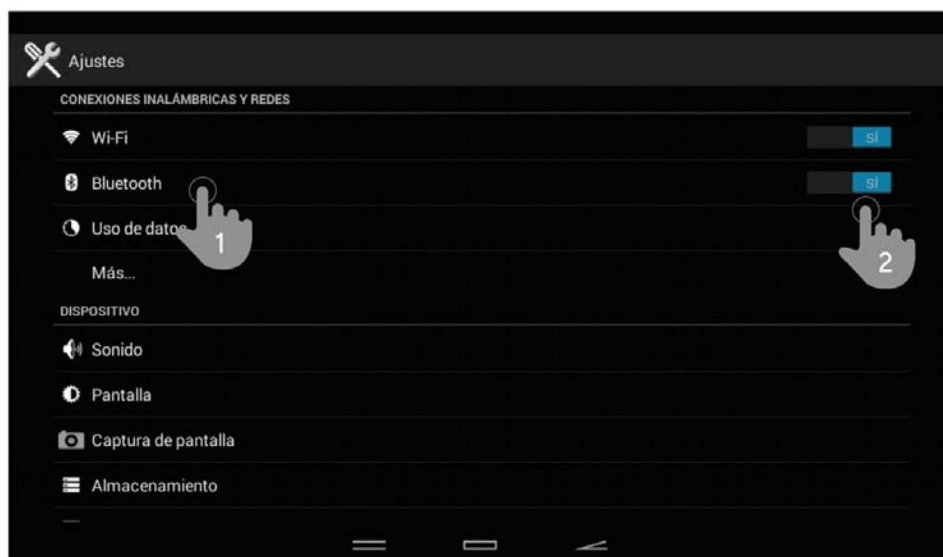 Ajustes
CONEXIONES INALÁMBRICAS Y REDES
Wi-Fi
SÍ
Bluetooth
SÍ
1
Uso de datos
2
Más...
DISPOSITIVO
Sonido
Pantalla
Captura de pantalla
Almacenamiento